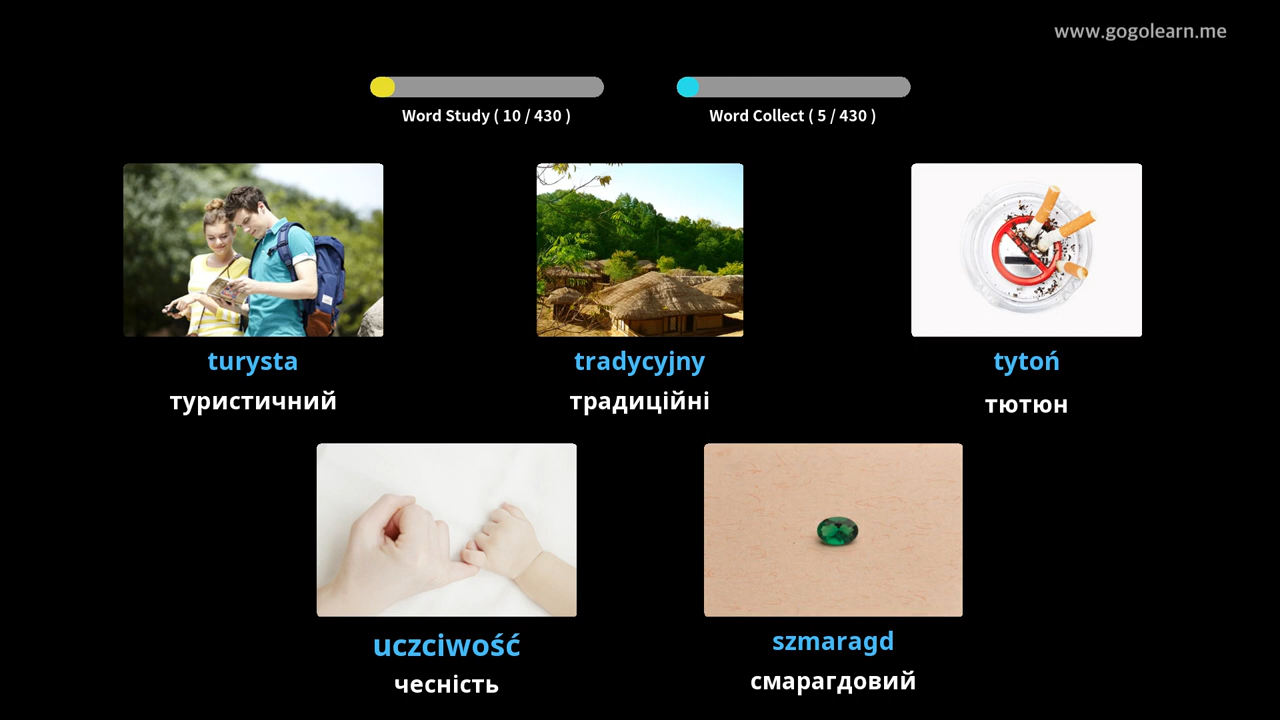 www.gogolearn.me
Word Study ( 10 / 430 )
Word Collect ( 5 / 430 )
turysta
туристичний
tradycyjny
традиційні
tytoń
тютюн
uczciwość
чесність
szmaragd
смарагдовий